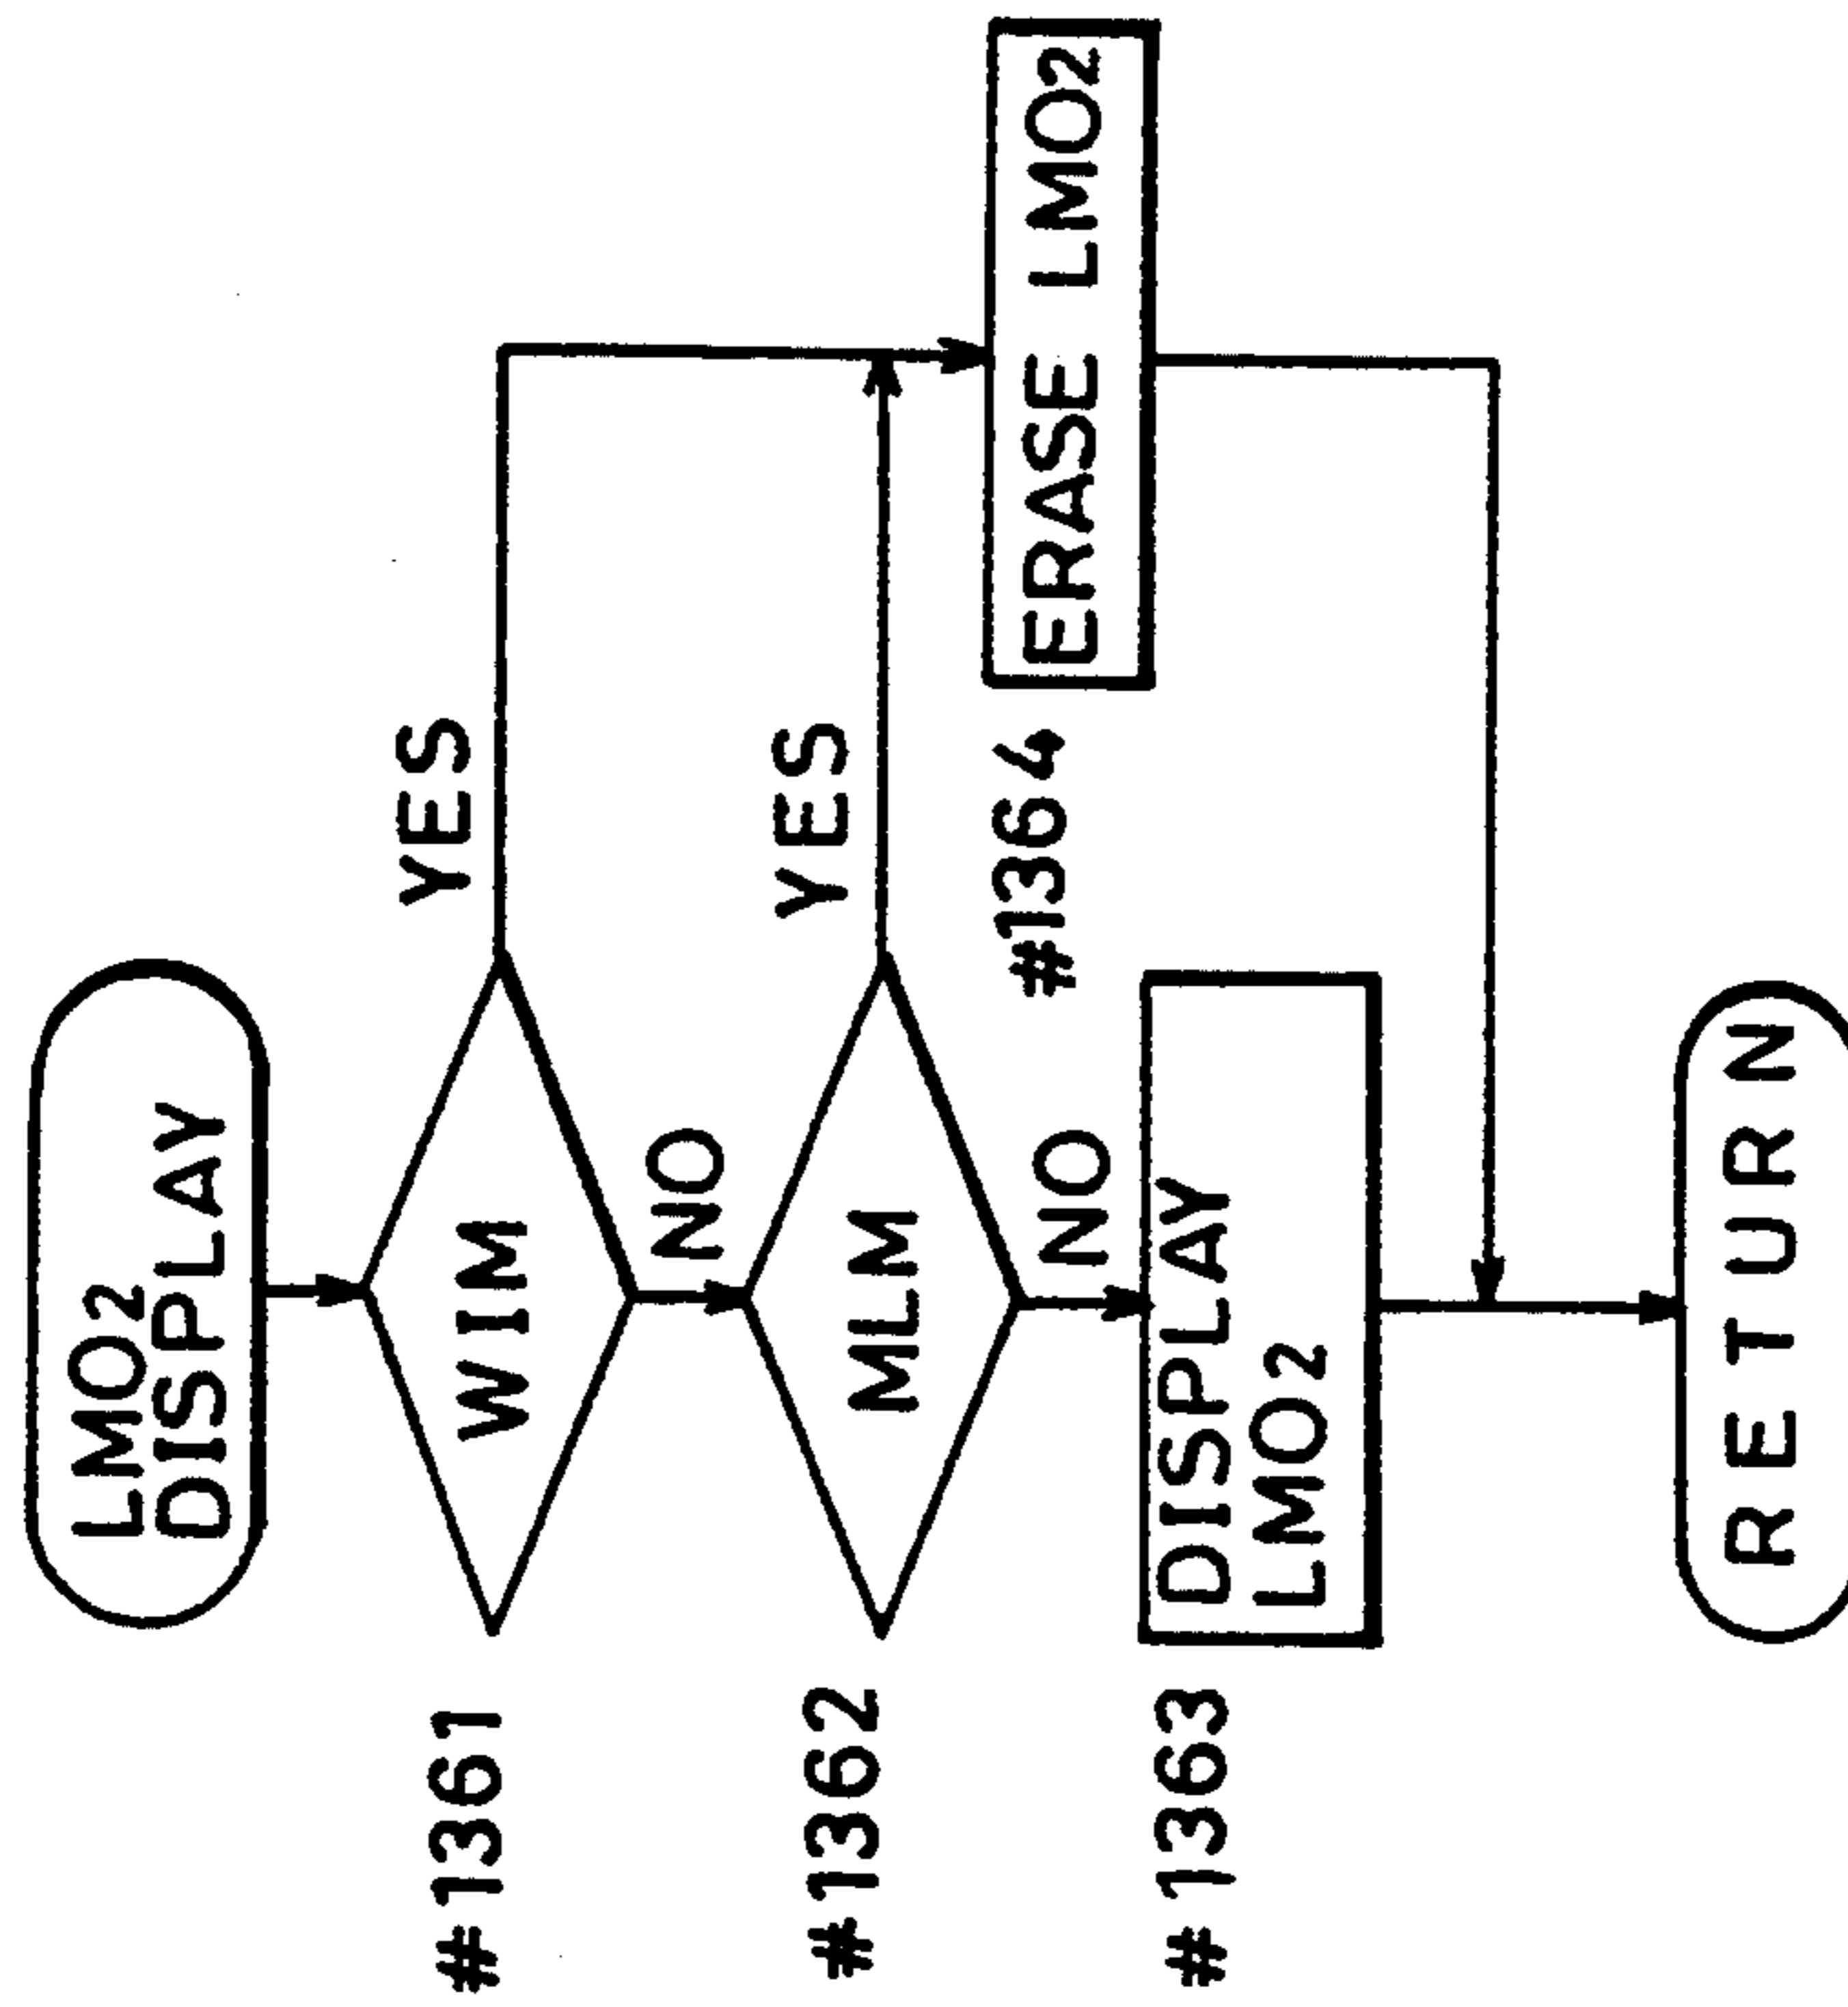 LMO2
DISPLAY
#1361
WIM
YES
NO
#1362
MLM
YES
NO
#1363
DISPLAY
LMO2
#1364
ERASE LMO2
RETURN